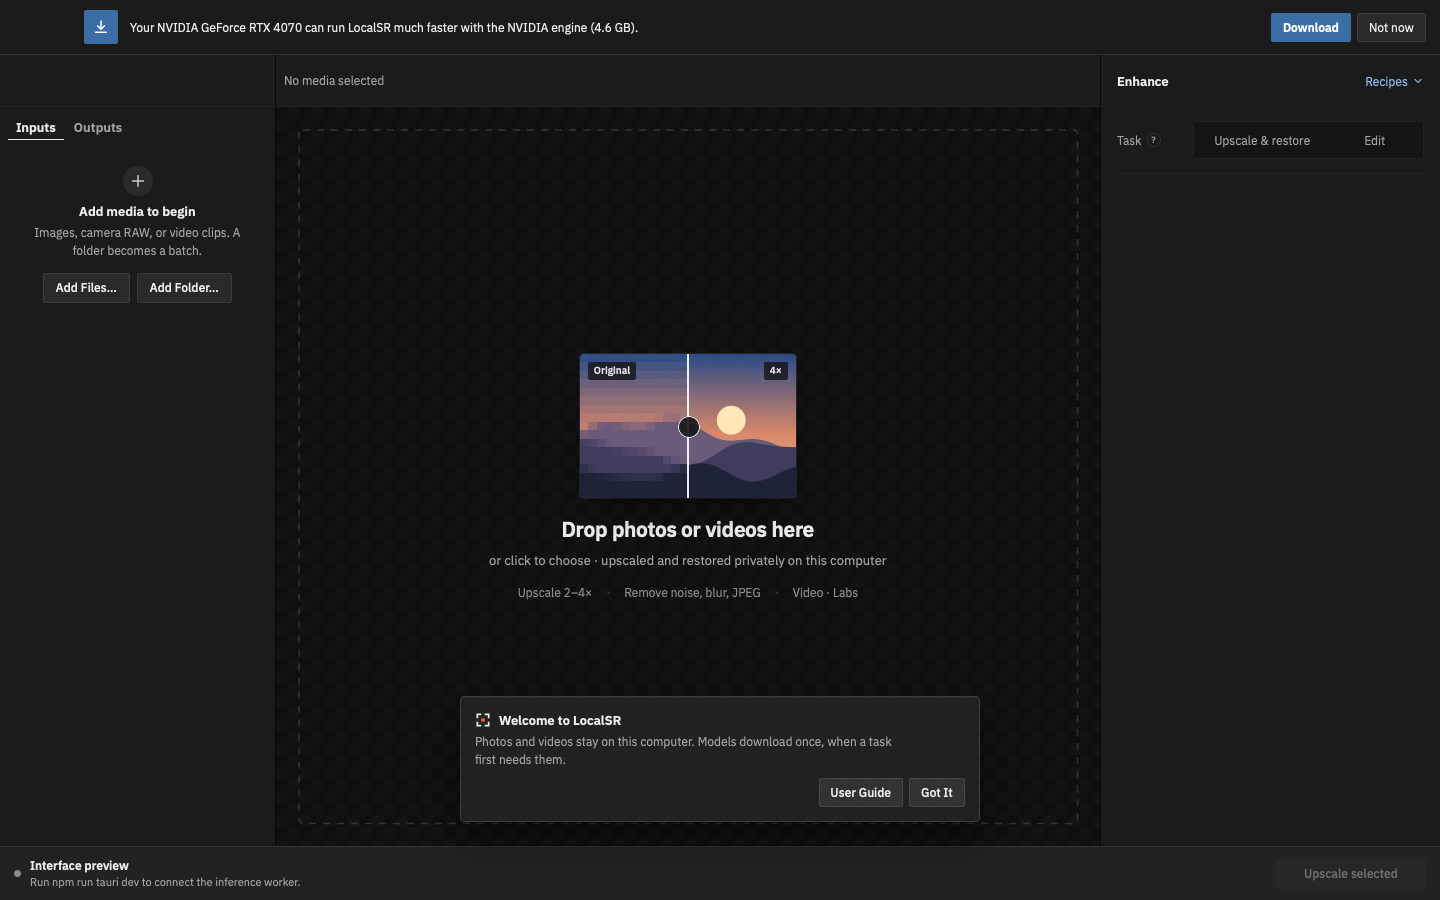 Your NVIDIA GeForce RTX 4070 can run LocalSR much faster with the NVIDIA engine (4.6 GB).
Download
Not now
No media selected
Enhance
Recipes
Inputs
Outputs
Task ?
Upscale & restore
Edit
Add media to begin
Images, camera RAW, or video clips. A
folder becomes a batch.
Add Files...
Add Folder...
Original
4×
Drop photos or videos here
or click to choose · upscaled and restored privately on this computer
Upscale 2–4× · Remove noise, blur, JPEG · Video · Labs
Welcome to LocalSR
Photos and videos stay on this computer. Models download once, when a task
first needs them.
User Guide
Got It
Interface preview
Run npm run tauri dev to connect the inference worker.
Upscale selected